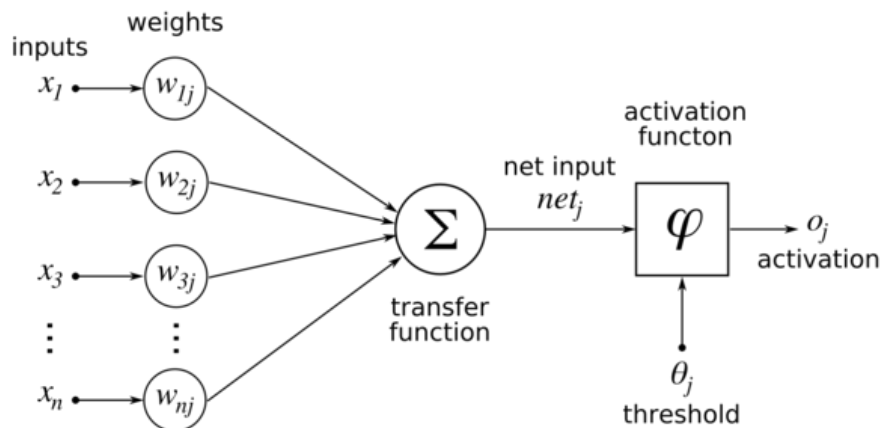 inputs
weights
x1
w1j
x2
w2j
x3
w3j
xn
wnj
Σ
transfer
function
net input
netj
activation
functon
φ
oj
activation
θj
threshold